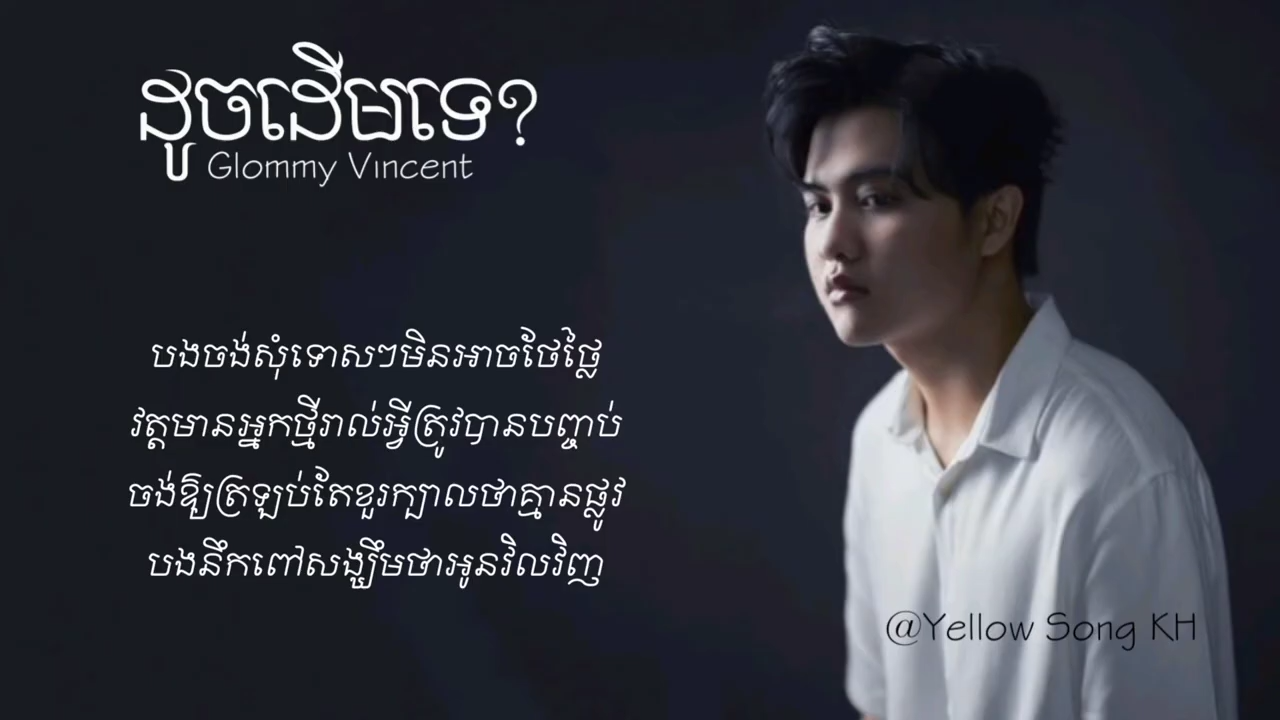 ដូចដើមទេ?
Glommy Vincent
បងចង់សុំទោសៗមិនអាចថែថ្លៃ
វត្តមានអ្នកថ្មីរាល់អ្វីត្រូវបានបញ្ចប់
ចង់ឱ្យត្រឡប់តែខួរក្បាលថាគ្មានផ្លូវ
បងនឹកពៅសង្ឃឹមថាអូនវិលវិញ
@Yellow Song KH